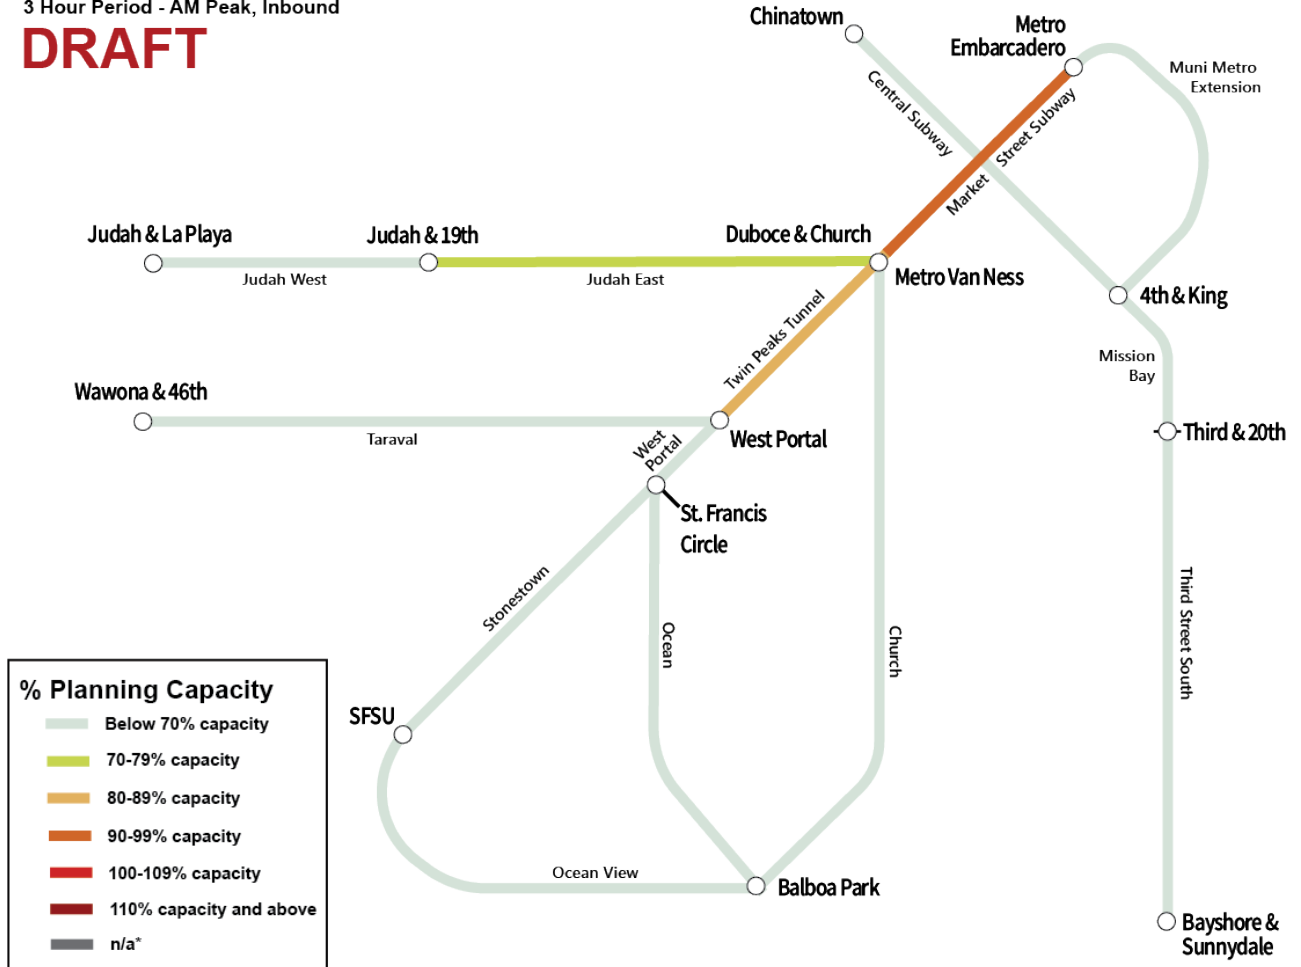 3 Hour Period - AM Peak, Inbound
DRAFT
Chinatown
Metro
Embarcadero
Muni Metro
Extension
Central Subway
Market Street Subway
Judah & La Playa
Judah & 19th
Duboce & Church
Judah West
Judah East
Metro Van Ness
4th & King
Twin Peaks Tunnel
Mission
Bay
Wawona & 46th
Taraval
West Portal
West
Portal
Third & 20th
St. Francis
Circle
Stonestown
Ocean
Church
Third Street South
SFSU
Ocean View
Balboa Park
Bayshore &
Sunnydale
% Planning Capacity
Below 70% capacity
70-79% capacity
80-89% capacity
90-99% capacity
100-109% capacity
110% capacity and above
n/a*